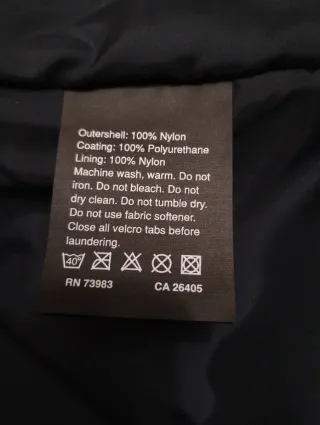 Outershell: 100% Nylon
Coating: 100% Polyurethane
Lining: 100% Nylon
Machine wash, warm. Do not
iron. Do not bleach. Do not
dry clean. Do not tumble dry.
Do not use fabric softener.
Close all velcro tabs before
laundering.
40°
RN 73983 CA 26405